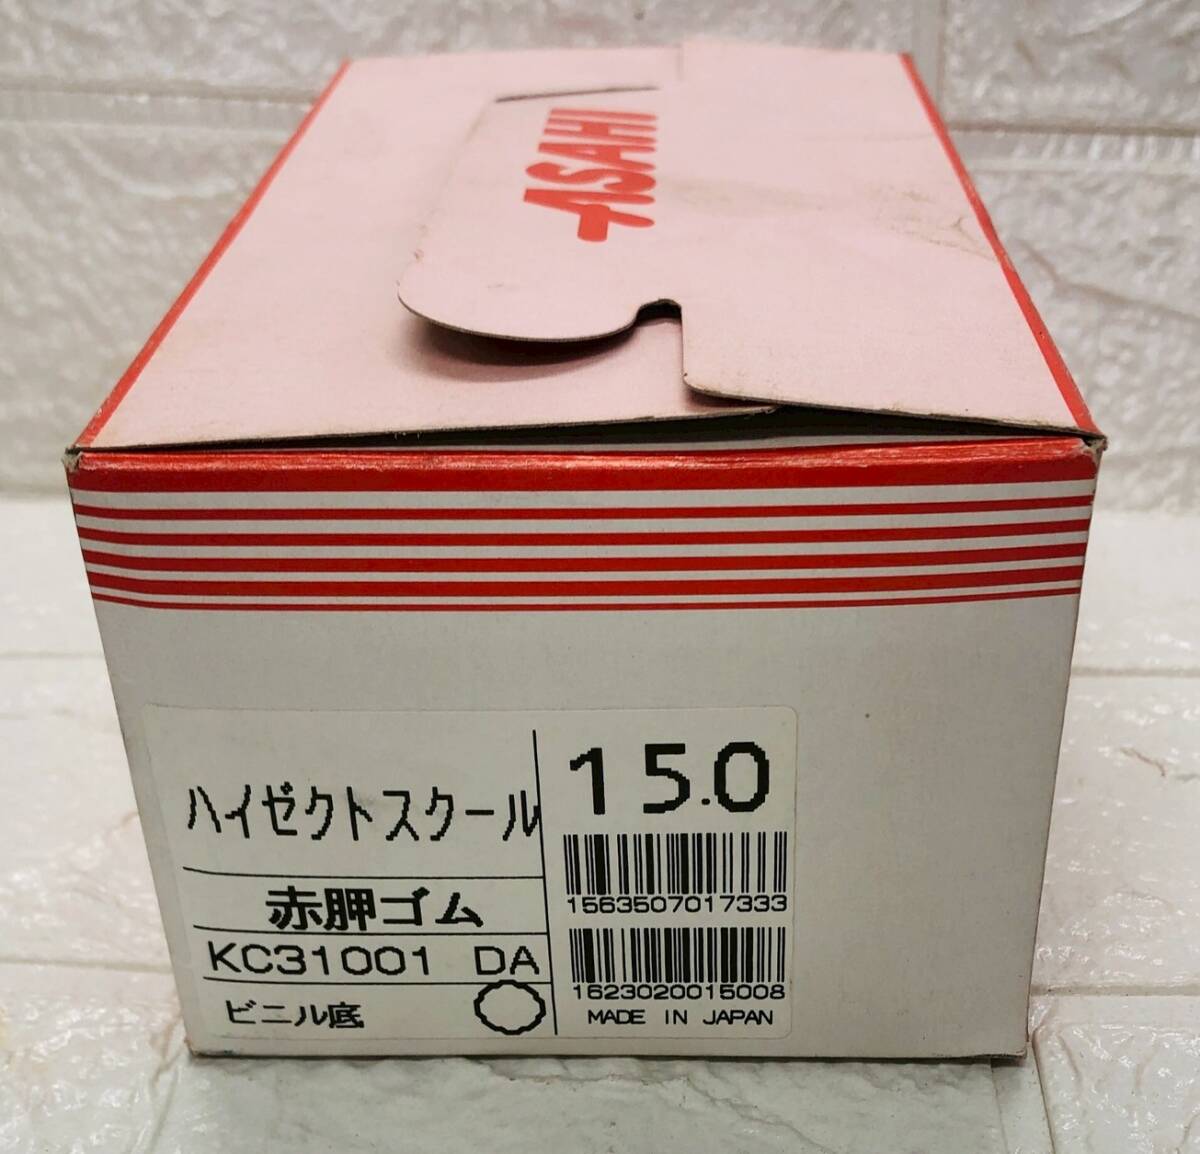 ASAHI
ハイゼクトスクール
15.0
赤胛ゴム
1563507017333
KC31001 DA
1623020015008
ビニル底
MADE IN JAPAN